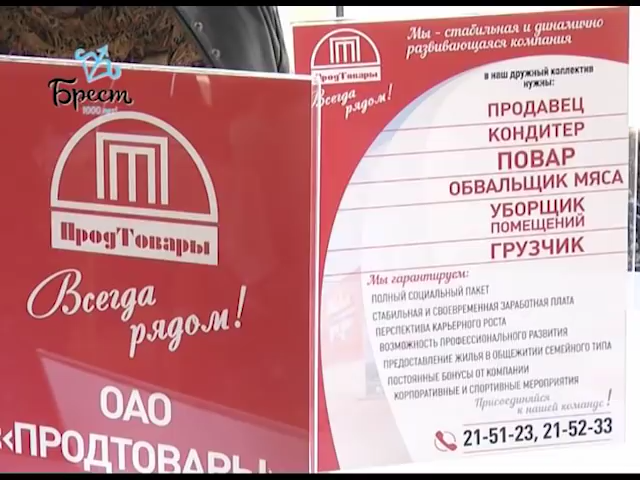 Брест
1000 лет!
ПТ
ПродТовары
Всегда
рядом!
ОАО
«ПРОДТОВАРЫ»
Мы - стабильная и динамично
развивающаяся компания
ПТ
ПродТовары
Всегда
рядом!
в наш дружный коллектив
нужны:
ПРОДАВЕЦ
КОНДИТЕР
ПОВАР
ОБВАЛЬЩИК МЯСА
УБОРЩИК
ПОМЕЩЕНИЙ
ГРУЗЧИК
Мы гарантируем:
ПОЛНЫЙ СОЦИАЛЬНЫЙ ПАКЕТ
СТАБИЛЬНАЯ И СВОЕВРЕМЕННАЯ ЗАРАБОТНАЯ ПЛАТА
ПЕРСПЕКТИВА КАРЬЕРНОГО РОСТА
ВОЗМОЖНОСТЬ ПРОФЕССИОНАЛЬНОГО РАЗВИТИЯ
ПРЕДОСТАВЛЕНИЕ ЖИЛЬЯ В ОБЩЕЖИТИИ СЕМЕЙНОГО ТИПА
ПОСТОЯННЫЕ БОНУСЫ ОТ КОМПАНИИ
КОРПОРАТИВНЫЕ И СПОРТИВНЫЕ МЕРОПРИЯТИЯ
Присоединяйся
к нашей команде!
21-51-23, 21-52-33